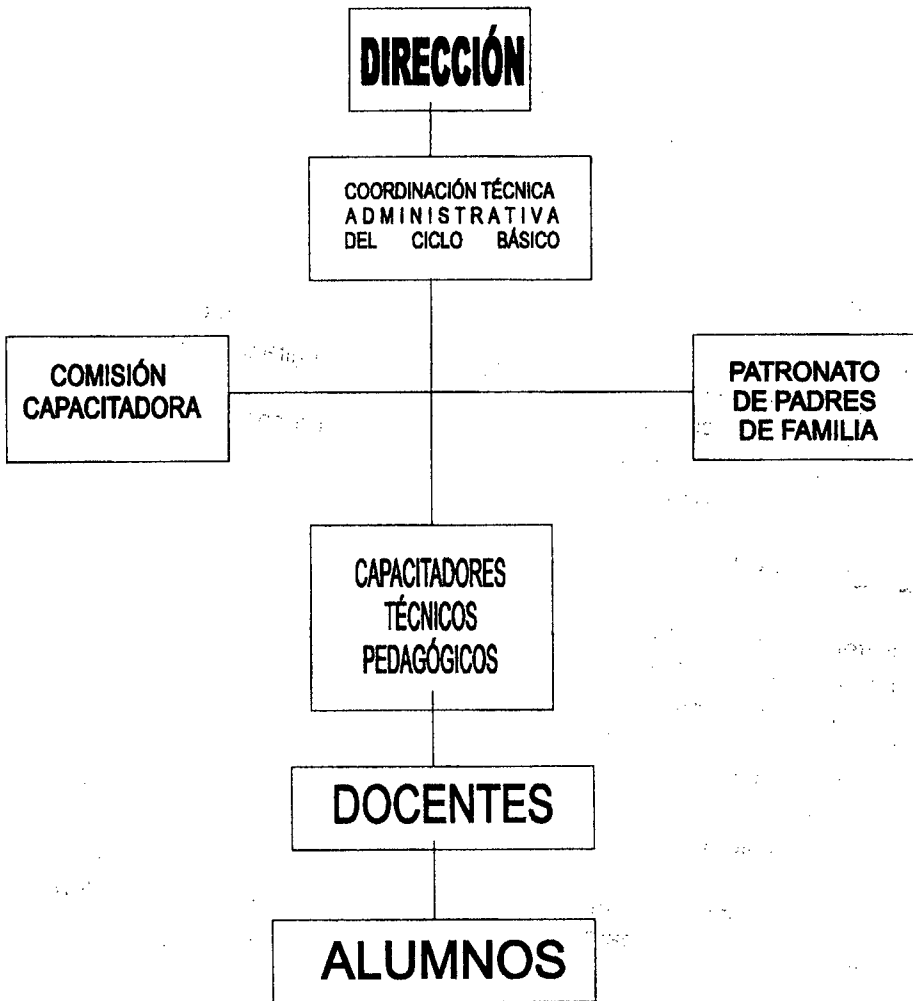 DIRECCIÓN
COORDINACIÓN TÉCNICA
ADMINISTRATIVA
DEL CICLO BÁSICO
COMISIÓN
CAPACITADORA
PATRONATO
DE PADRES
DE FAMILIA
CAPACITADORES
TÉCNICOS
PEDAGÓGICOS
DOCENTES
ALUMNOS